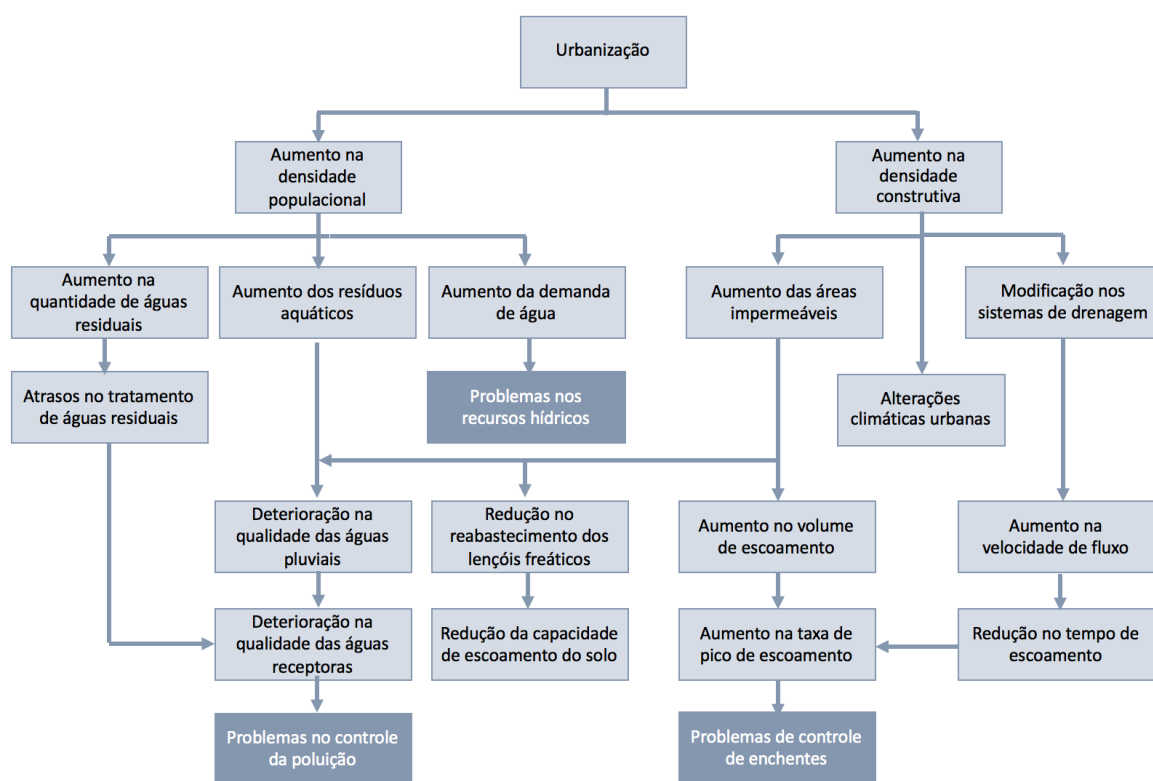 Urbanização
Aumento na
densidade
populacional
Aumento na
densidade
construtiva
Aumento na
quantidade de águas
residuais
Aumento dos resíduos
aquáticos
Aumento da demanda
de água
Aumento das áreas
impermeáveis
Modificação nos
sistemas de drenagem
Atrasos no tratamento
de águas residuais
Problemas nos
recursos hídricos
Alterações
climáticas urbanas
Deterioração na
qualidade das águas
pluviais
Redução no
reabastecimento dos
lençóis freáticos
Aumento no volume
de escoamento
Aumento na
velocidade de fluxo
Deterioração na
qualidade das águas
receptoras
Redução da capacidade
de escoamento do solo
Aumento na taxa de
pico de escoamento
Redução no tempo de
escoamento
Problemas no controle
da poluição
Problemas de controle
de enchentes